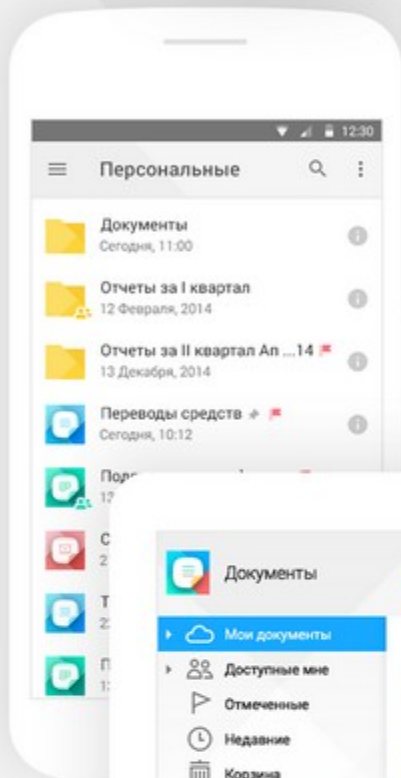 12:30
Персональные
Документы
Сегодня, 11:00
Отчеты за I квартал
12 Февраля, 2014
Отчеты за II квартал Ап ...14
13 Декабря, 2014
Переводы средств
Сегодня, 10:12
Документы
Мои документы
Доступные мне
Отмеченные
Недавние
Корзина